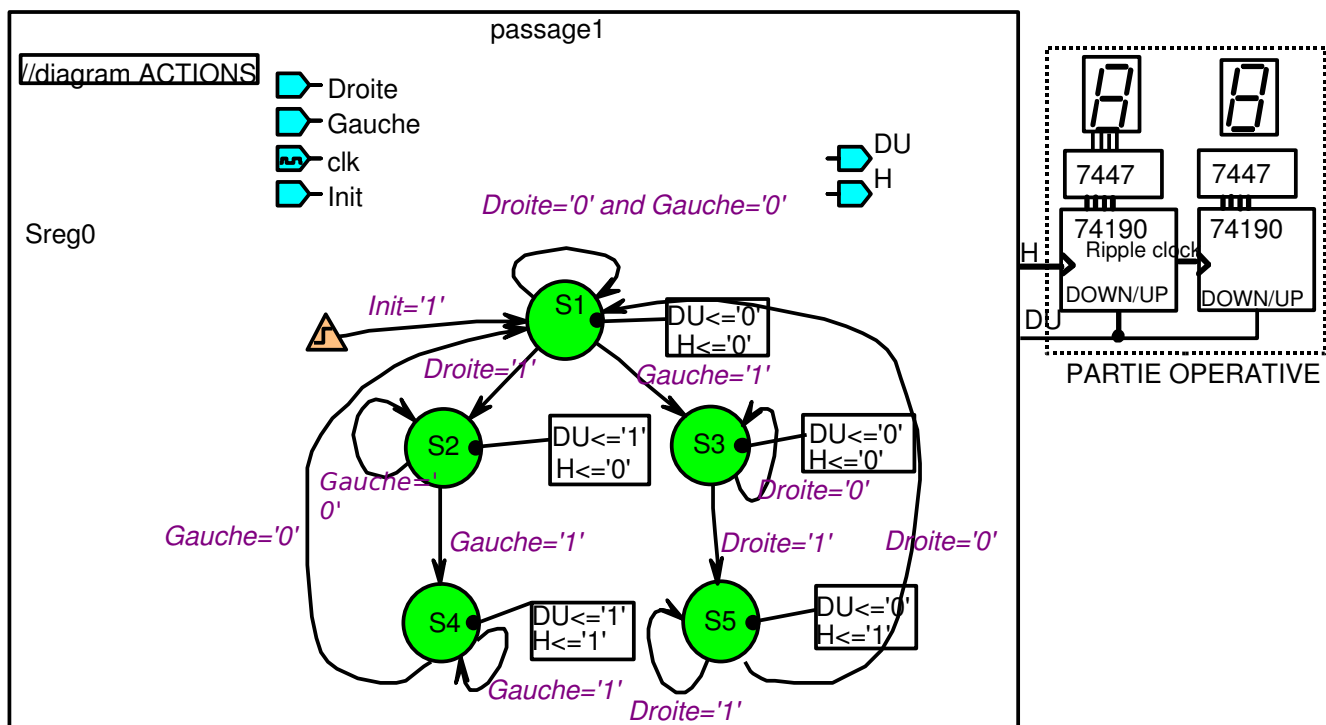 passage1
//diagram ACTIONS
Droite
Gauche
clk
Init
DU
H
Sreg0
Droite='0' and Gauche='0'
Init='1'
S1
DU<='0'
H<='0'
Droite='1'
Gauche='1'
S2
DU<='1'
H<='0'
S3
DU<='0'
H<='0'
Gauche='
0'
Droite='0'
Gauche='0'
Gauche='1'
Droite='1'
Droite='0'
S4
DU<='1'
H<='1'
S5
DU<='0'
H<='1'
Gauche='1'
Droite='1'
7447
7447
74190
74190
H
Ripple clock
DOWN/UP
DOWN/UP
DU
PARTIE OPERATIVE